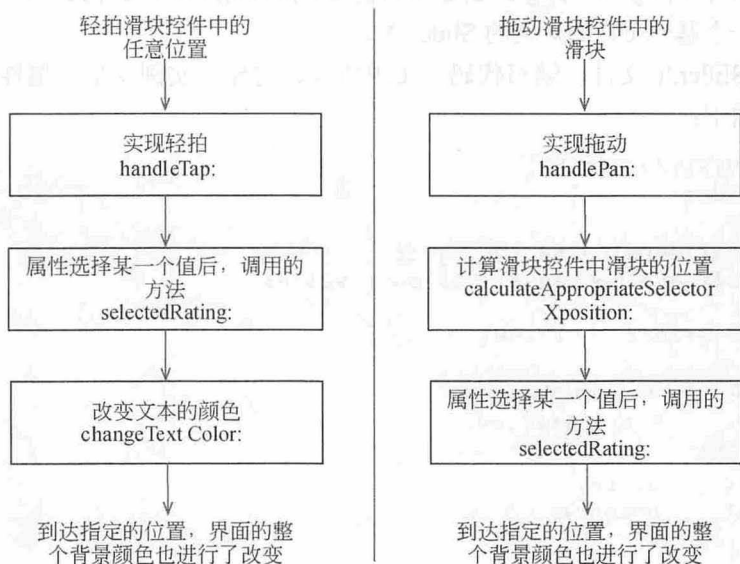 轻拍滑块控件中的
任意位置
实现轻拍
handleTap:
属性选择某一个值后，调用的
方法
selectedRating:
改变文本的颜色
changeText Color:
到达指定的位置，界面的整
个背景颜色也进行了改变
拖动滑块控件中的
滑块
实现拖动
handlePan:
计算滑块控件中滑块的位置
calculateAppropriateSelector
Xposition:
属性选择某一个值后，调用的
方法
selectedRating:
到达指定的位置，界面的整
个背景颜色也进行了改变